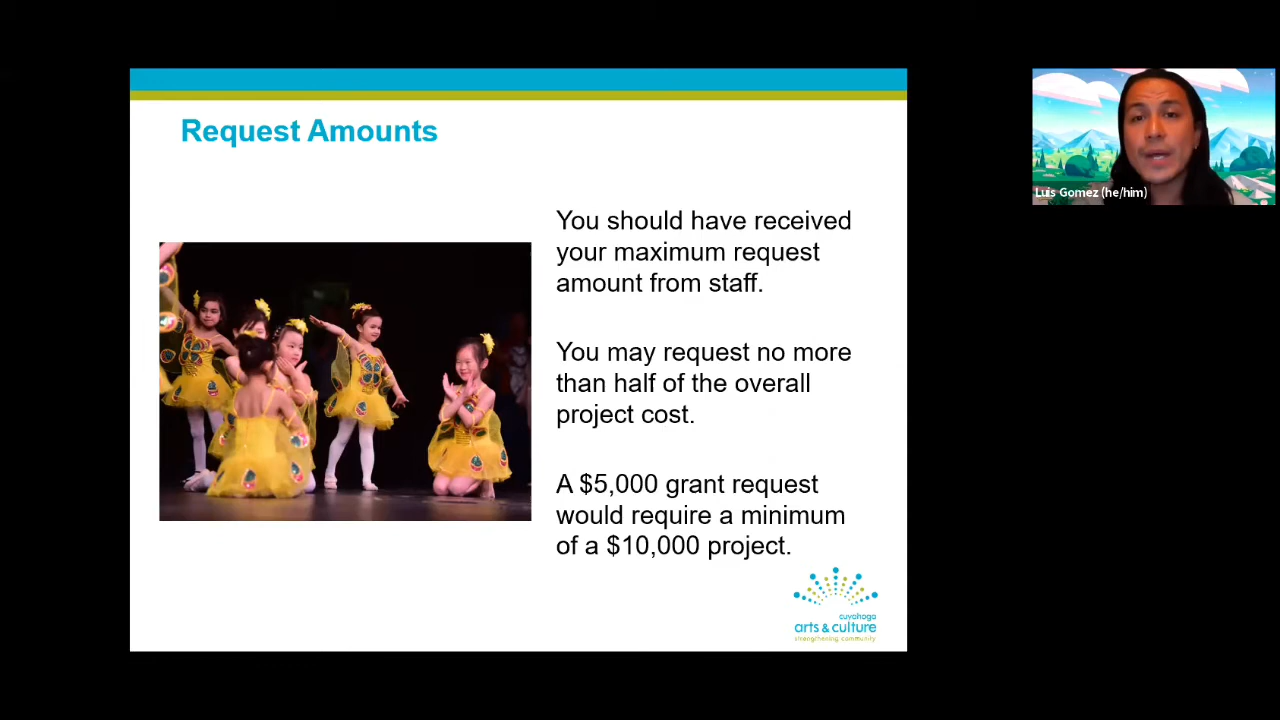 Request Amounts
You should have received
your maximum request
amount from staff.
You may request no more
than half of the overall
project cost.
A $5,000 grant request
would require a minimum
of a $10,000 project.
cuyahoga
arts & culture
strengthening community
Luis Gomez (he/him)